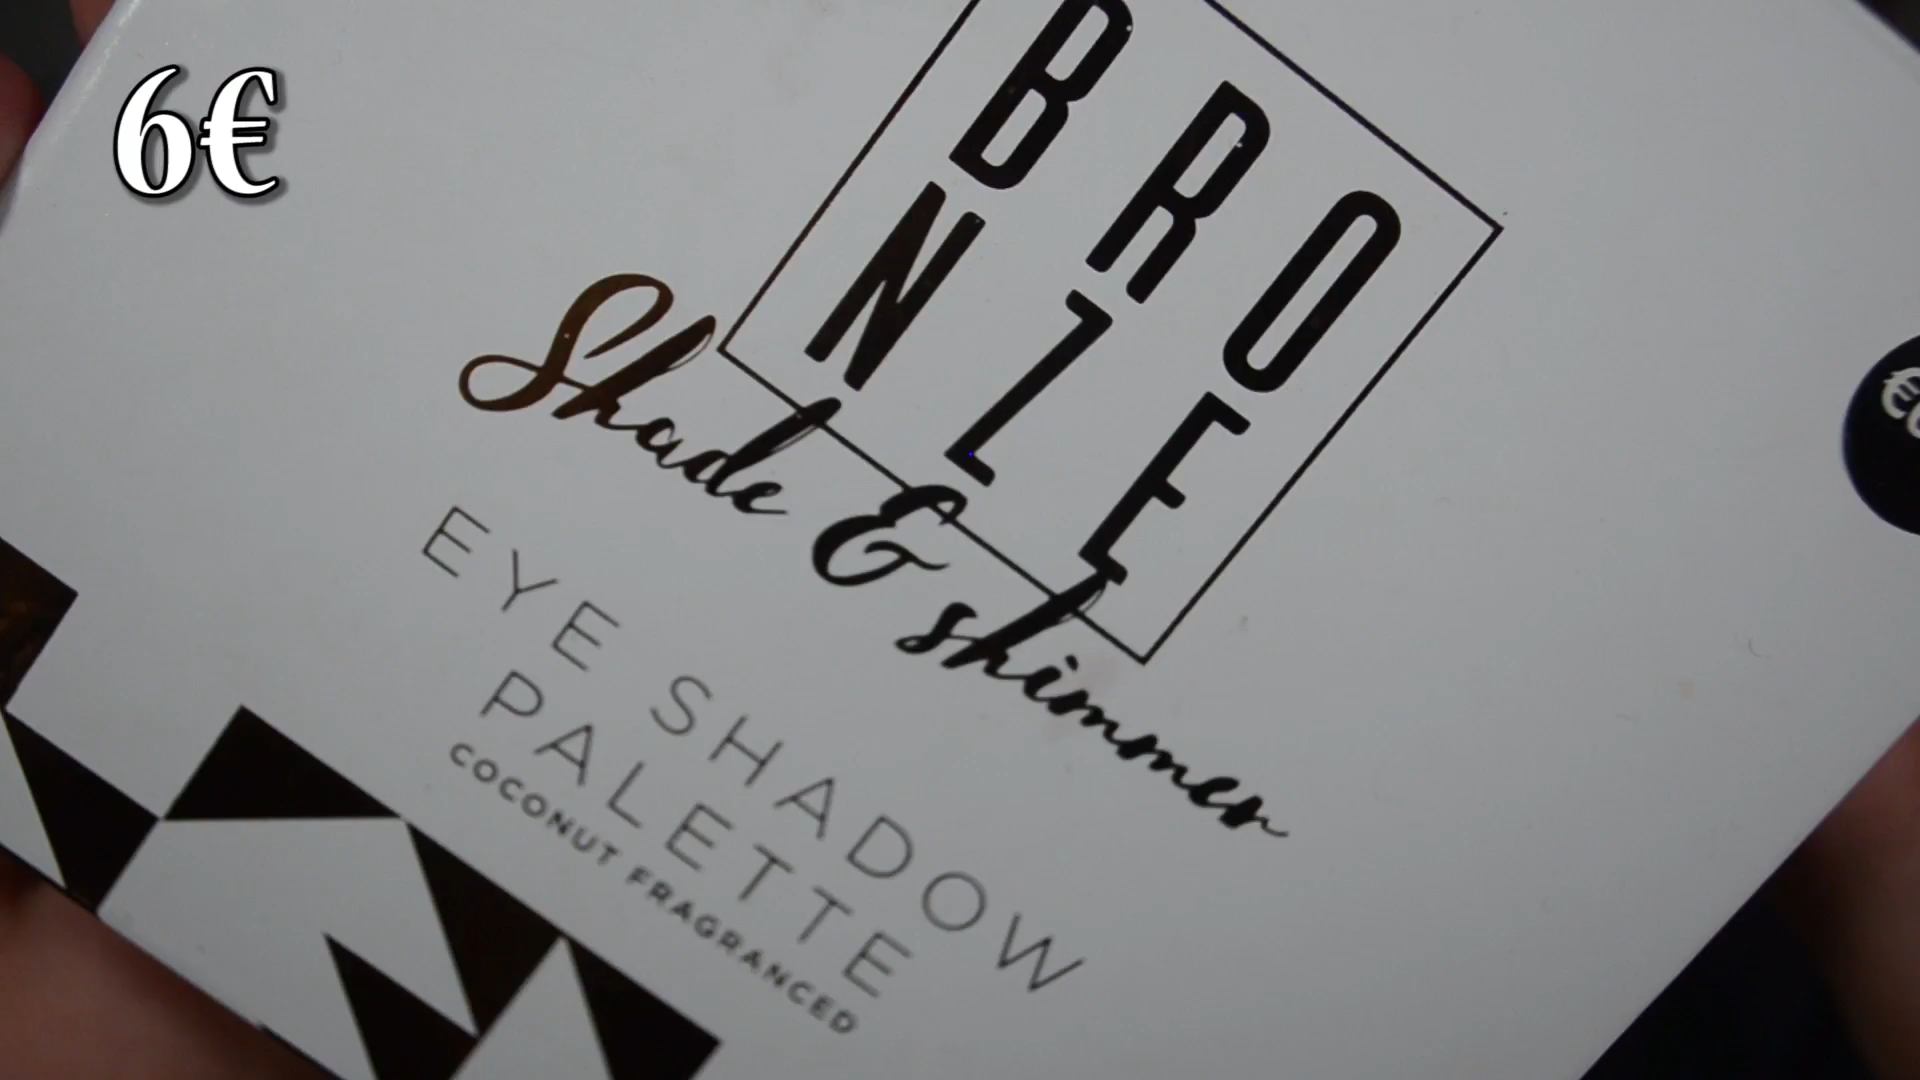 6€
BRO
NZE
Shade & shimmer
EYE SHADOW
PALETTE
COCONUT FRAGRANCED